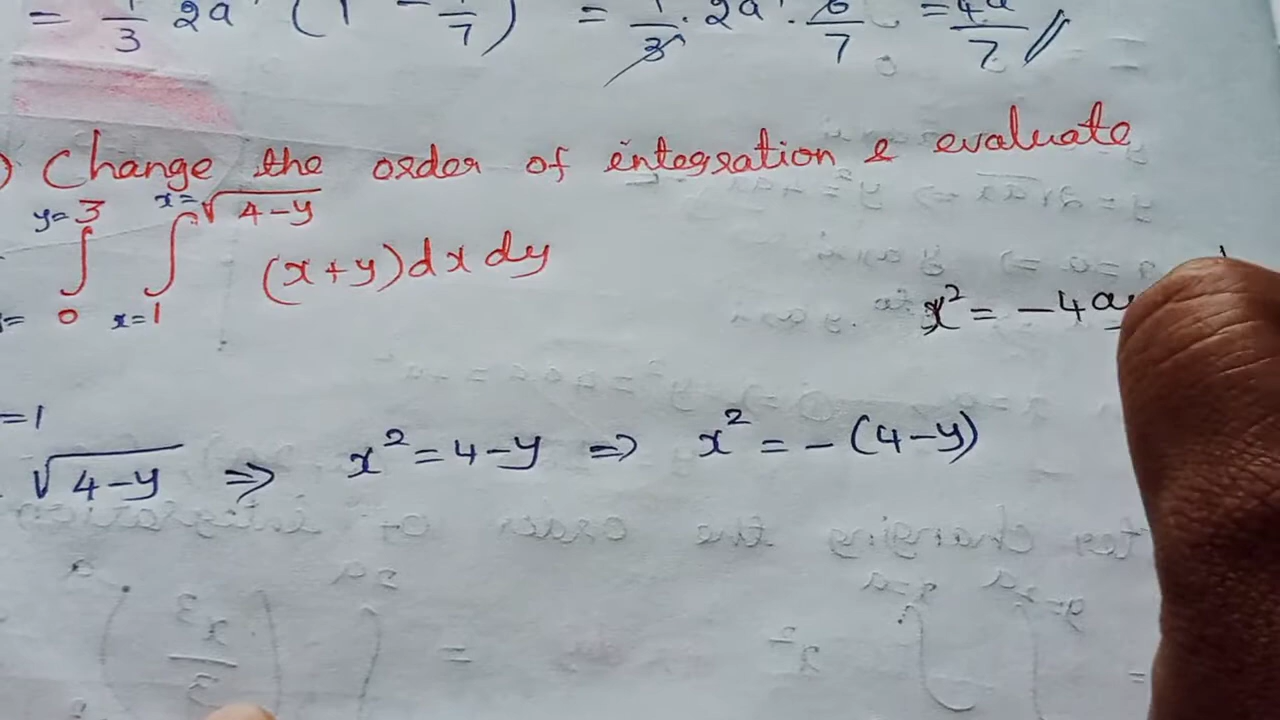 = 1/3 2a (1 - 1/7) = 1/3 · 2a · 6/7 = 4a/7 //
) Change the order of integration & evaluate
y= 3 x= √4-y
∫ ∫ (x+y) dx dy
= 0 x= 1
x² = -4a
=1
√4-y ⇒ x² = 4-y ⇒ x² = -(4-y)